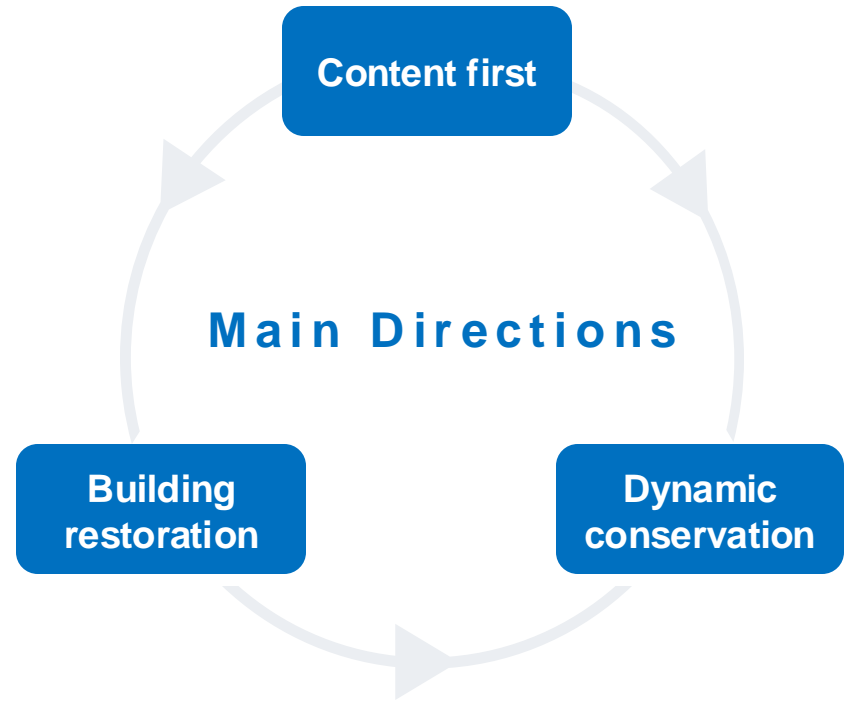 Content first
Main Directions
Building
restoration
Dynamic
conservation